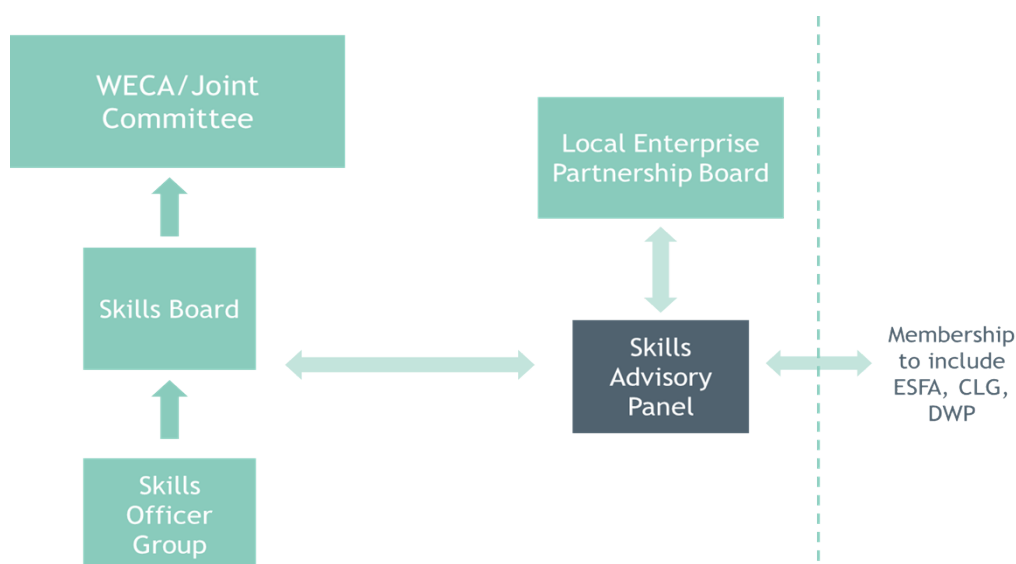 WECA/Joint
Committee
Local Enterprise
Partnership Board
Skills Board
Skills
Advisory
Panel
Membership
to include
ESFA, CLG,
DWP
Skills
Officer
Group